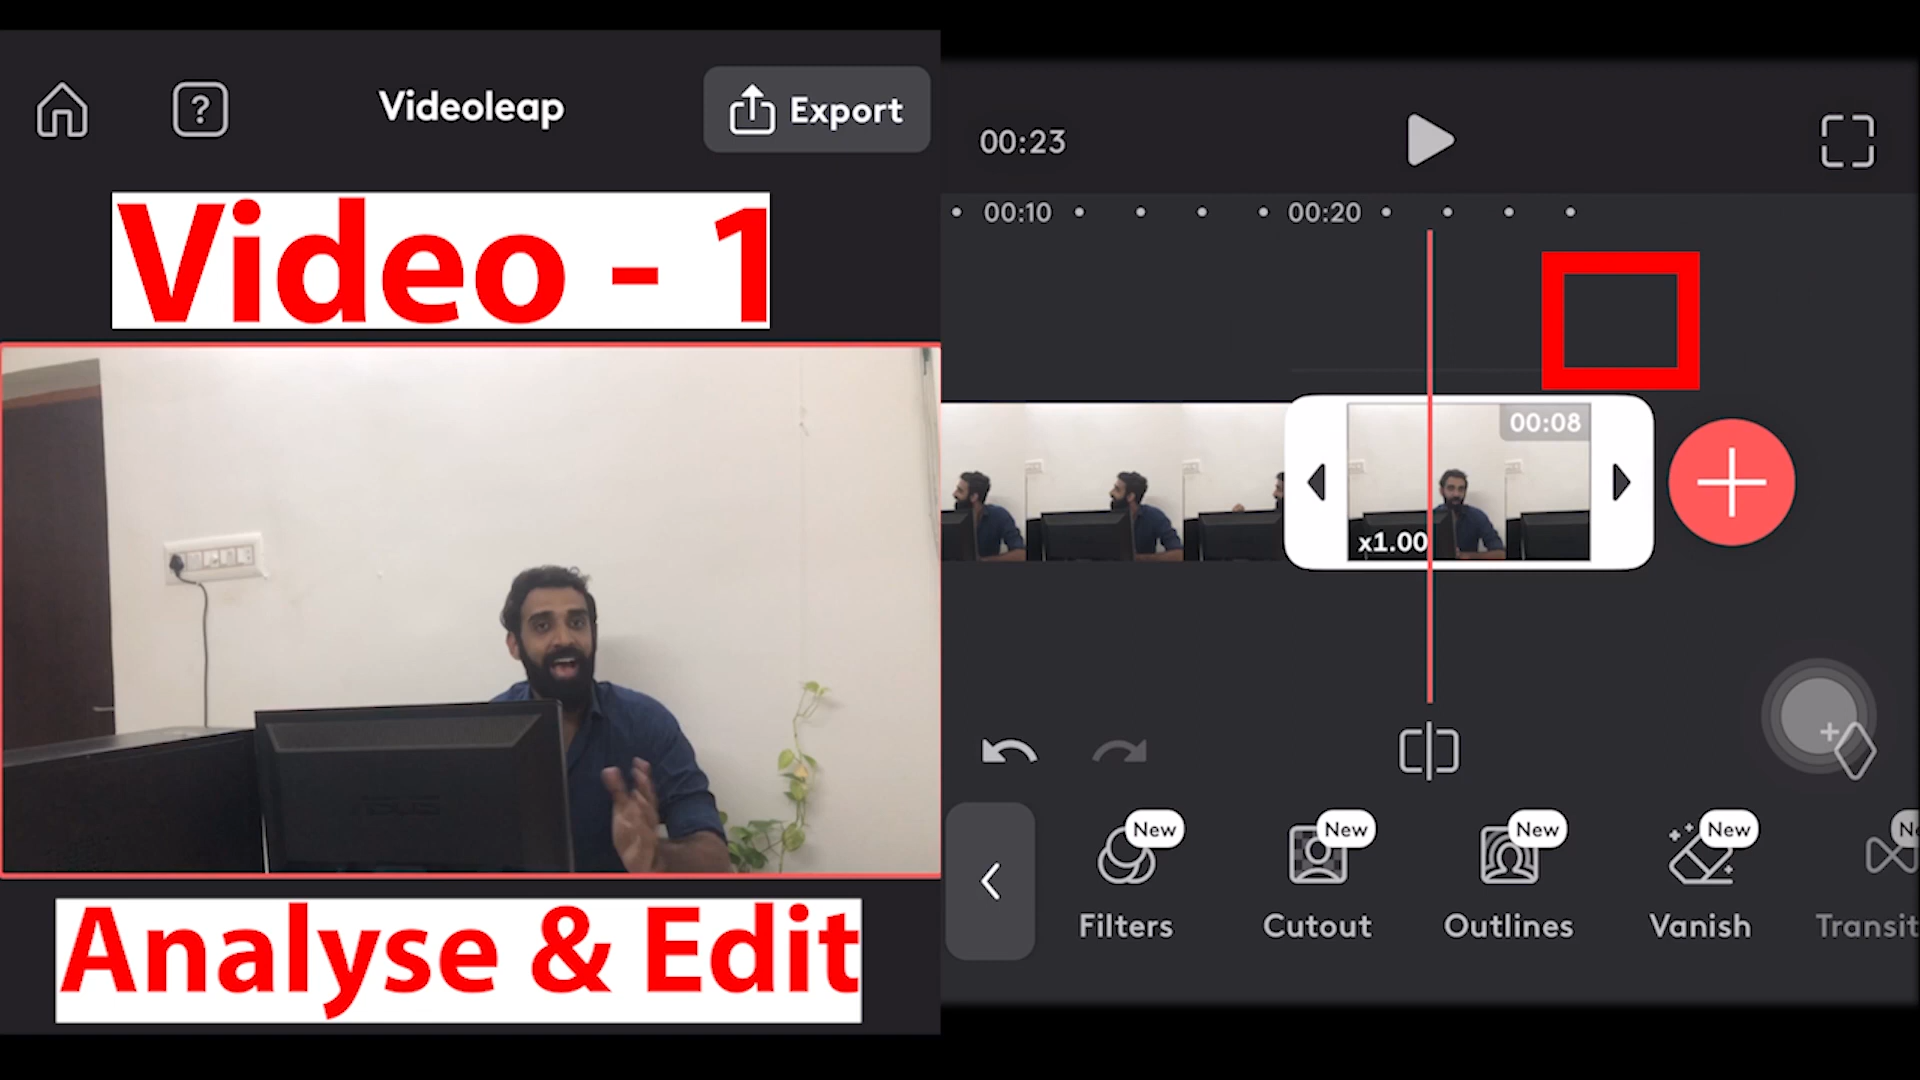 Videoleap
Export
Video - 1
Analyse & Edit
00:23
00:10
00:20
00:08
x1.00
New
New
New
New
Filters
Cutout
Outlines
Vanish